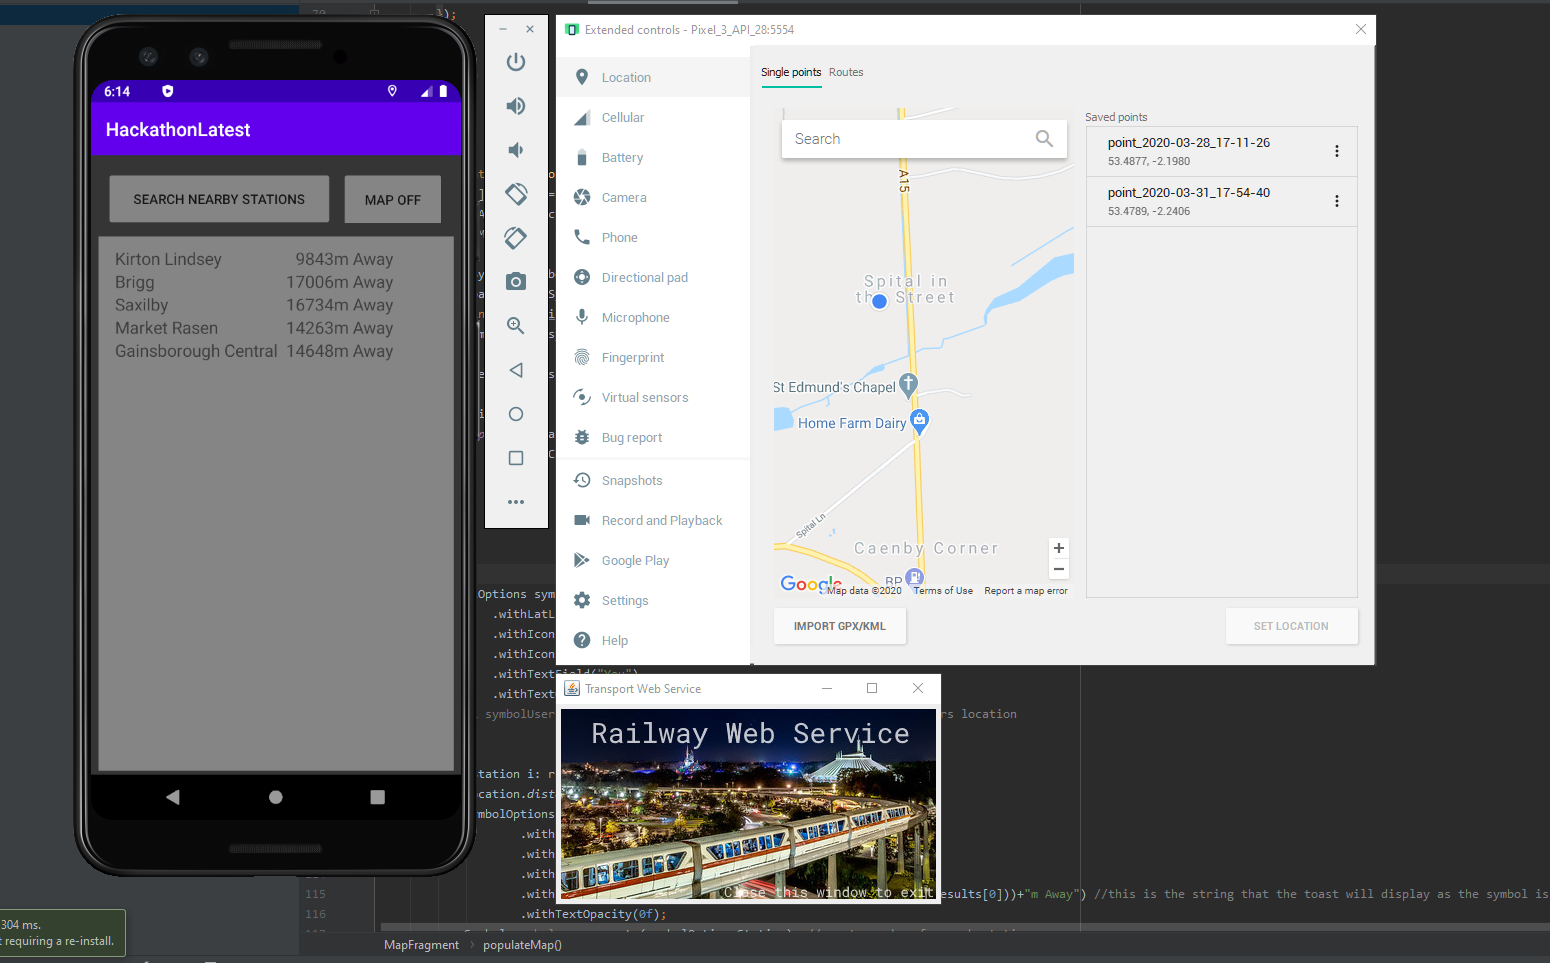 6:14
HackathonLatest
SEARCH NEARBY STATIONS
MAP OFF
Kirton Lindsey 9843m Away
Brigg 17006m Away
Saxilby 16734m Away
Market Rasen 14263m Away
Gainsborough Central 14648m Away
Extended controls - Pixel_3_API_28:5554
Location
Cellular
Battery
Camera
Phone
Directional pad
Microphone
Fingerprint
Virtual sensors
Bug report
Snapshots
Record and Playback
Google Play
Settings
Help
Single points Routes
Search
A15
Spital in
the Street
St Edmund's Chapel
Home Farm Dairy
Spital Ln
Caenby Corner
BP
Google
Map data ©2020 Terms of Use Report a map error
IMPORT GPX/KML
Saved points
point_2020-03-28_17-11-26
53.4877, -2.1980
point_2020-03-31_17-54-40
53.4789, -2.2406
SET LOCATION
Transport Web Service
Railway Web Service
Close this window to exit
});
Options sym
.withLatL
.withIcon
.withIcon
.withTextField("You")
.withText
symbolUser
rs location
tation i: r
cation.dist
mbolOptions
.with
.with
.with
115 .with
esults[0]))+"m Away") //this is the string that the toast will display as the symbol is
116 .withTextOpacity(0f);
MapFragment > populateMap()
304 ms.
t requiring a re-install.